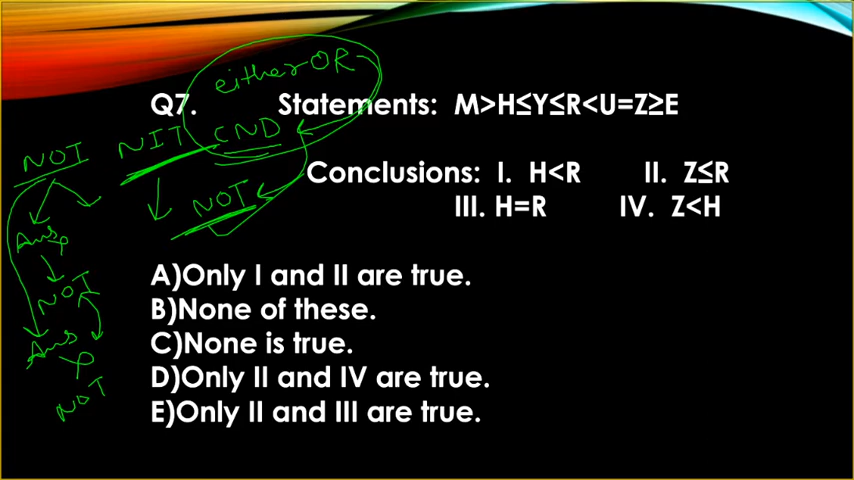 either OR
Q7. Statements: M>H≤Y≤R<U=Z≥E
NOT NIT CND
Conclusions: I. H<R II. Z≤R
NOT
III. H=R IV. Z<H
Ans
A)Only I and II are true.
NOT
B)None of these.
Ans
C)None is true.
D)Only II and IV are true.
NOT
E)Only II and III are true.